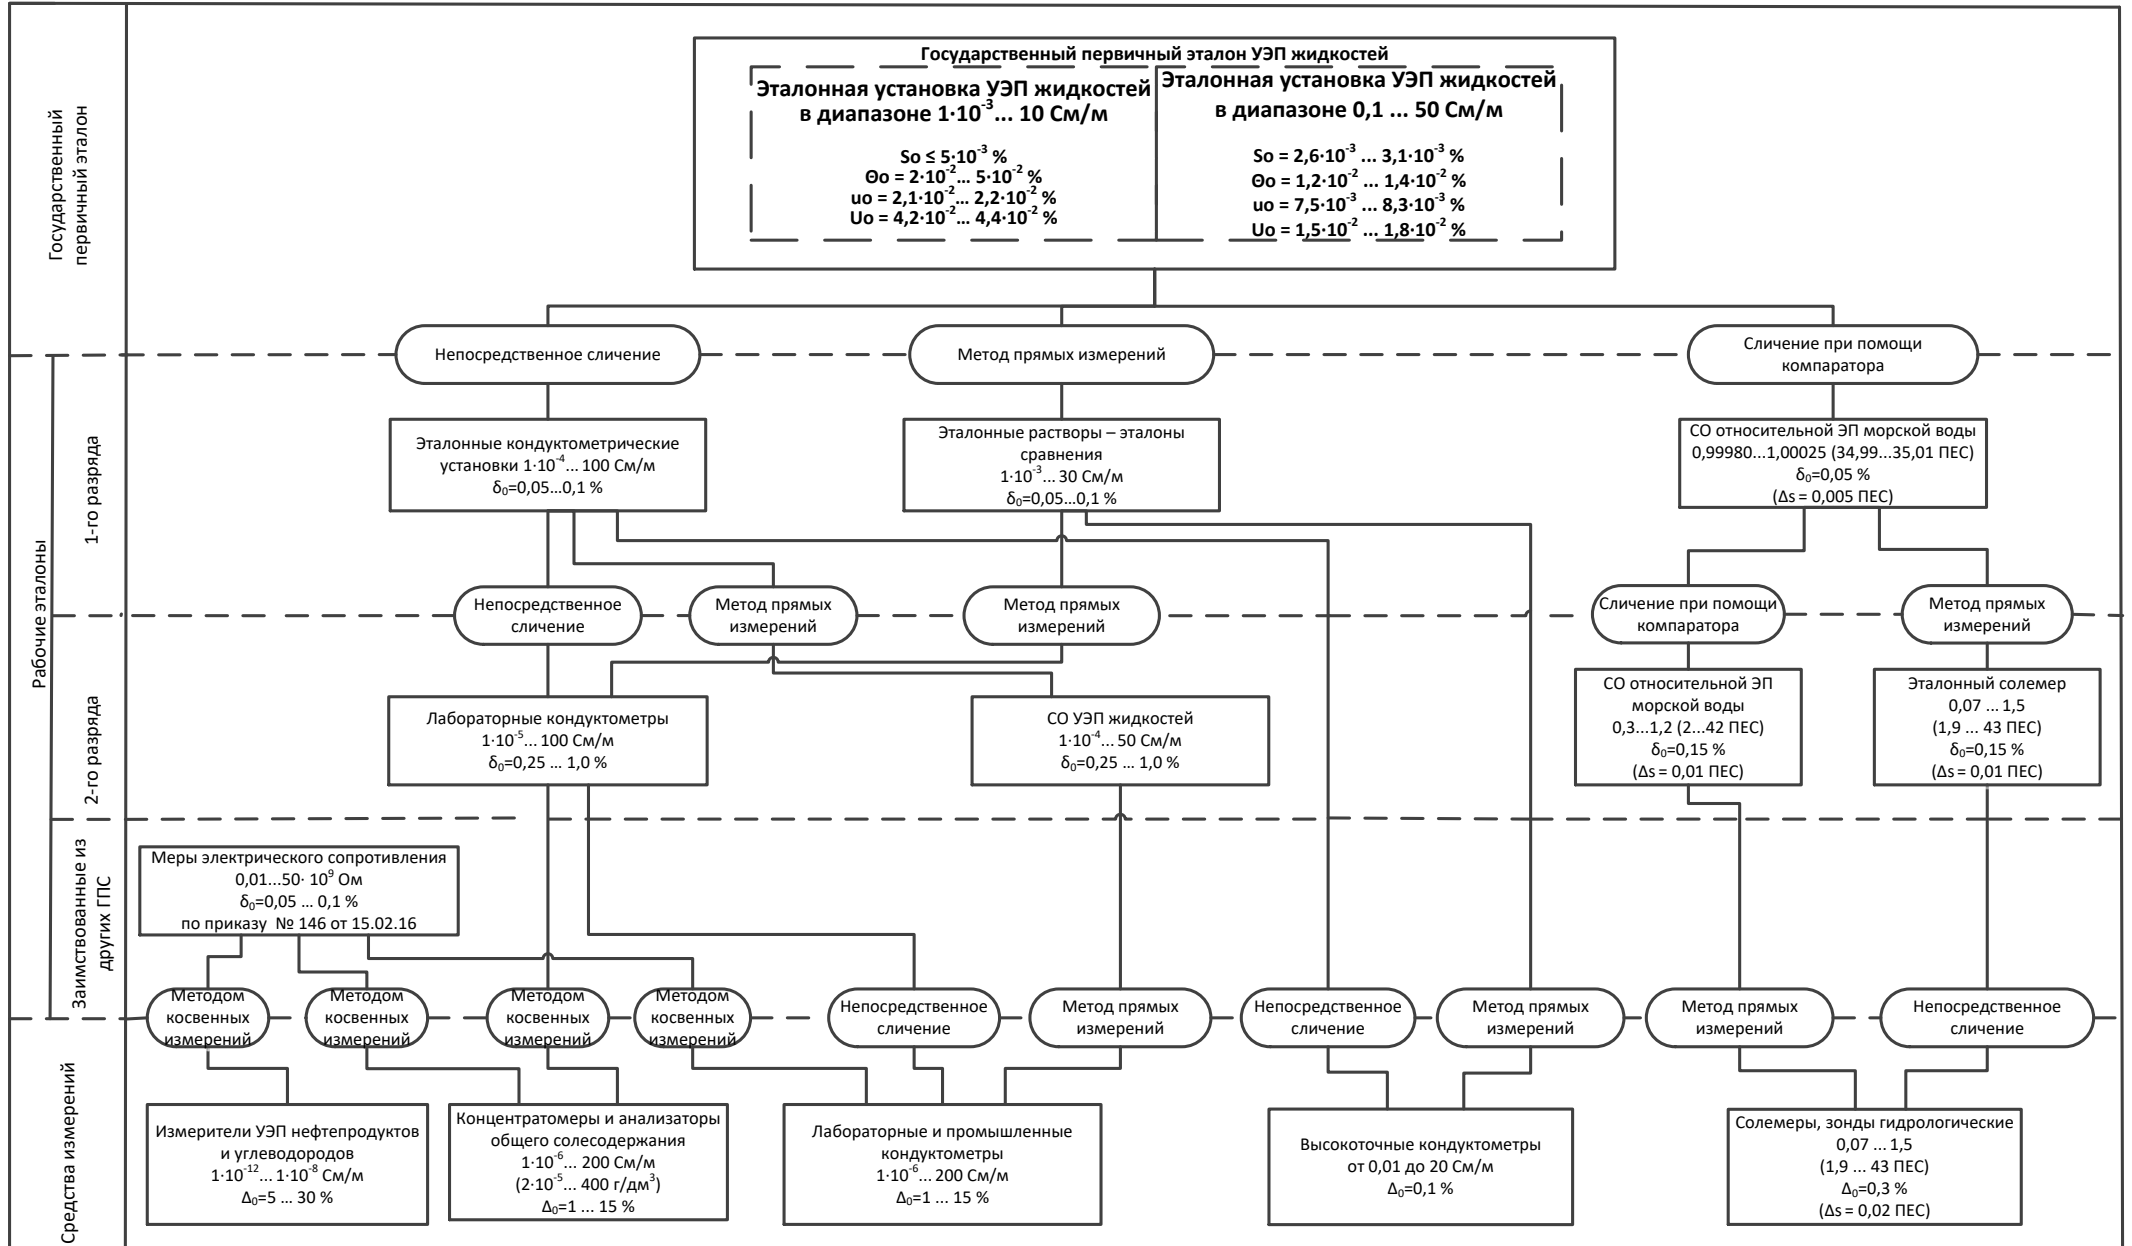 Государственный
первичный эталон
Государственный первичный эталон УЭП жидкостей
Эталонная установка УЭП жидкостей
в диапазоне 1·10⁻³... 10 См/м
So ≤ 5·10⁻³ %
Θo = 2·10⁻²... 5·10⁻² %
uo = 2,1·10⁻²... 2,2·10⁻² %
Uo = 4,2·10⁻²... 4,4·10⁻² %
Эталонная установка УЭП жидкостей
в диапазоне 0,1 ... 50 См/м
So = 2,6·10⁻³ ... 3,1·10⁻³ %
Θo = 1,2·10⁻² ... 1,4·10⁻² %
uo = 7,5·10⁻³ ... 8,3·10⁻³ %
Uo = 1,5·10⁻² ... 1,8·10⁻² %
Непосредственное сличение
Метод прямых измерений
Сличение при помощи
компаратора
Рабочие эталоны
1-го разряда
Эталонные кондуктометрические
установки 1·10⁻⁴... 100 См/м
δ₀=0,05...0,1 %
Эталонные растворы – эталоны
сравнения
1·10⁻³... 30 См/м
δ₀=0,05...0,1 %
СО относительной ЭП морской воды
0,99980...1,00025 (34,99...35,01 ПЕС)
δ₀=0,05 %
(Δs = 0,005 ПЕС)
Непосредственное
сличение
Метод прямых
измерений
Метод прямых
измерений
Сличение при помощи
компаратора
Метод прямых
измерений
2-го разряда
Лабораторные кондуктометры
1·10⁻⁵... 100 См/м
δ₀=0,25 ... 1,0 %
СО УЭП жидкостей
1·10⁻⁴... 50 См/м
δ₀=0,25 ... 1,0 %
СО относительной ЭП
морской воды
0,3...1,2 (2...42 ПЕС)
δ₀=0,15 %
(Δs = 0,01 ПЕС)
Эталонный солемер
0,07 ... 1,5
(1,9 ... 43 ПЕС)
δ₀=0,15 %
(Δs = 0,01 ПЕС)
Заимствованные из
других ГПС
Меры электрического сопротивления
0,01...50· 10⁹ Ом
δ₀=0,05 ... 0,1 %
по приказу № 146 от 15.02.16
Методом
косвенных
измерений
Методом
косвенных
измерений
Методом
косвенных
измерений
Методом
косвенных
измерений
Непосредственное
сличение
Метод прямых
измерений
Непосредственное
сличение
Метод прямых
измерений
Метод прямых
измерений
Непосредственное
сличение
Средства измерений
Измерители УЭП нефтепродуктов
и углеводородов
1·10⁻¹²... 1·10⁻⁸ См/м
Δ₀=5 ... 30 %
Концентратомеры и анализаторы
общего солесодержания
1·10⁻⁶... 200 См/м
(2·10⁻⁵... 400 г/дм³)
Δ₀=1 ... 15 %
Лабораторные и промышленные
кондуктометры
1·10⁻⁶... 200 См/м
Δ₀=1 ... 15 %
Высокоточные кондуктометры
от 0,01 до 20 См/м
Δ₀=0,1 %
Солемеры, зонды гидрологические
0,07 ... 1,5
(1,9 ... 43 ПЕС)
Δ₀=0,3 %
(Δs = 0,02 ПЕС)